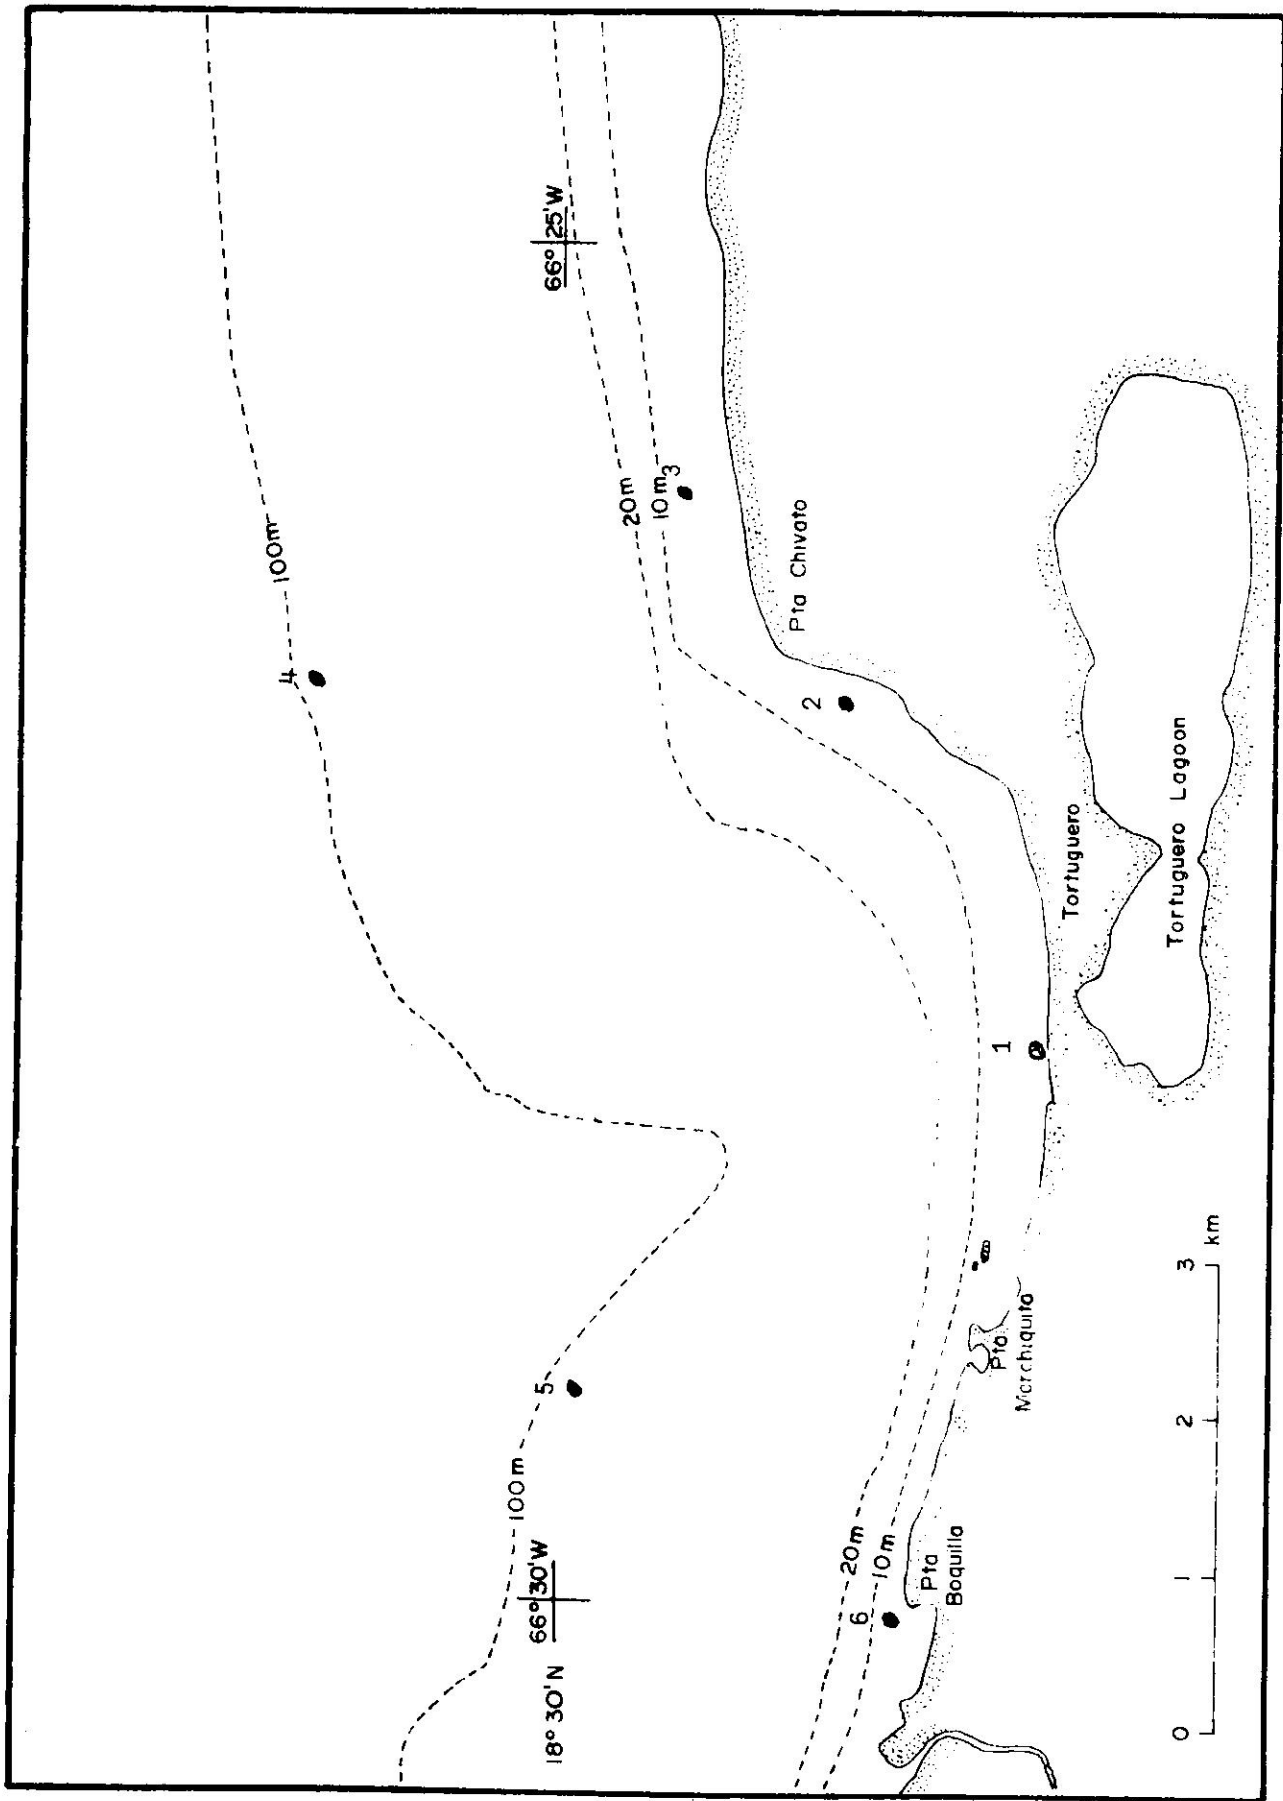 66° 25'W
100m
20m
10m
3
4
Pta Chivato
2
Tortuguero
Tortuguero Lagoon
1
5
100m
66° 30'W
18° 30' N
20m
10m
6
Pta
Marchiquita
Pta
Boquilla
0 1 2 3
km